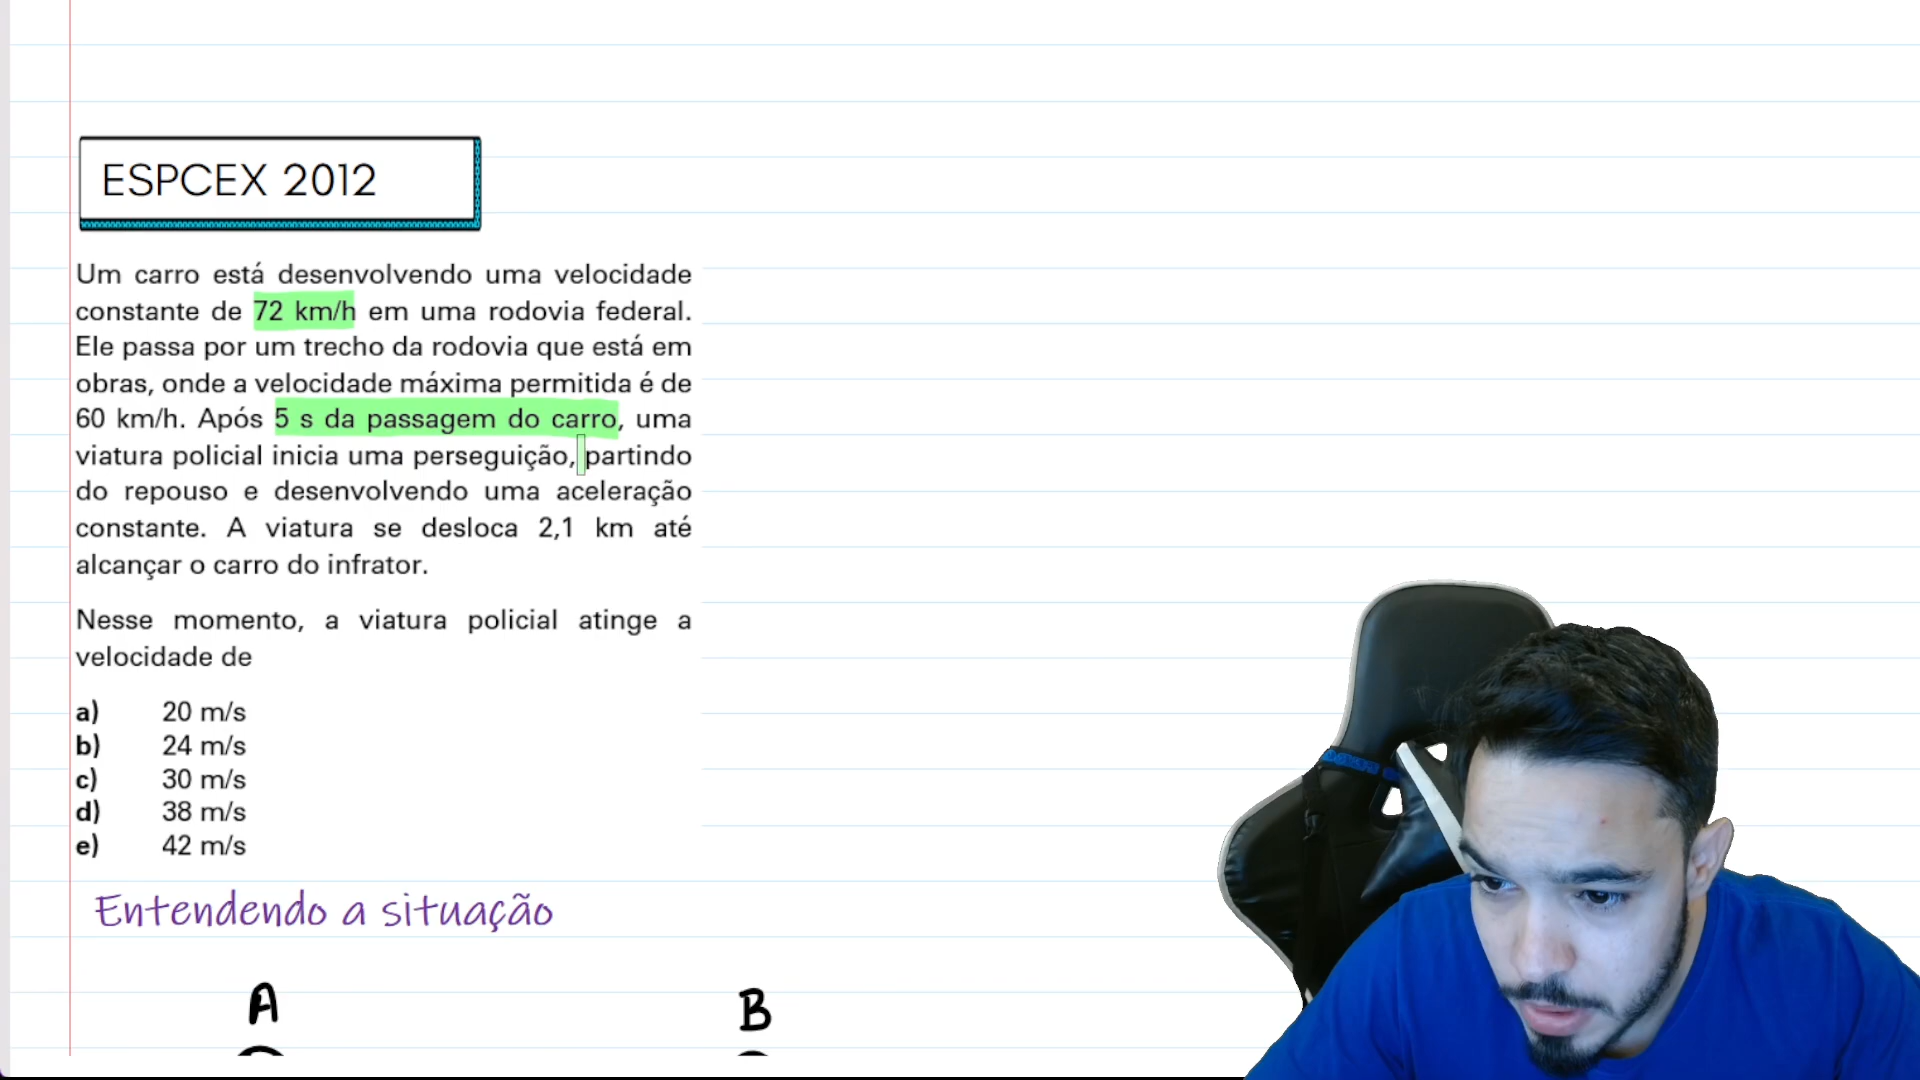 ESPCEX 2012
Um carro está desenvolvendo uma velocidade
constante de 72 km/h em uma rodovia federal.
Ele passa por um trecho da rodovia que está em
obras, onde a velocidade máxima permitida é de
60 km/h. Após 5 s da passagem do carro, uma
viatura policial inicia uma perseguição, partindo
do repouso e desenvolvendo uma aceleração
constante. A viatura se desloca 2,1 km até
alcançar o carro do infrator.
Nesse momento, a viatura policial atinge a
velocidade de
a) 20 m/s
b) 24 m/s
c) 30 m/s
d) 38 m/s
e) 42 m/s
Entendendo a situação
A B